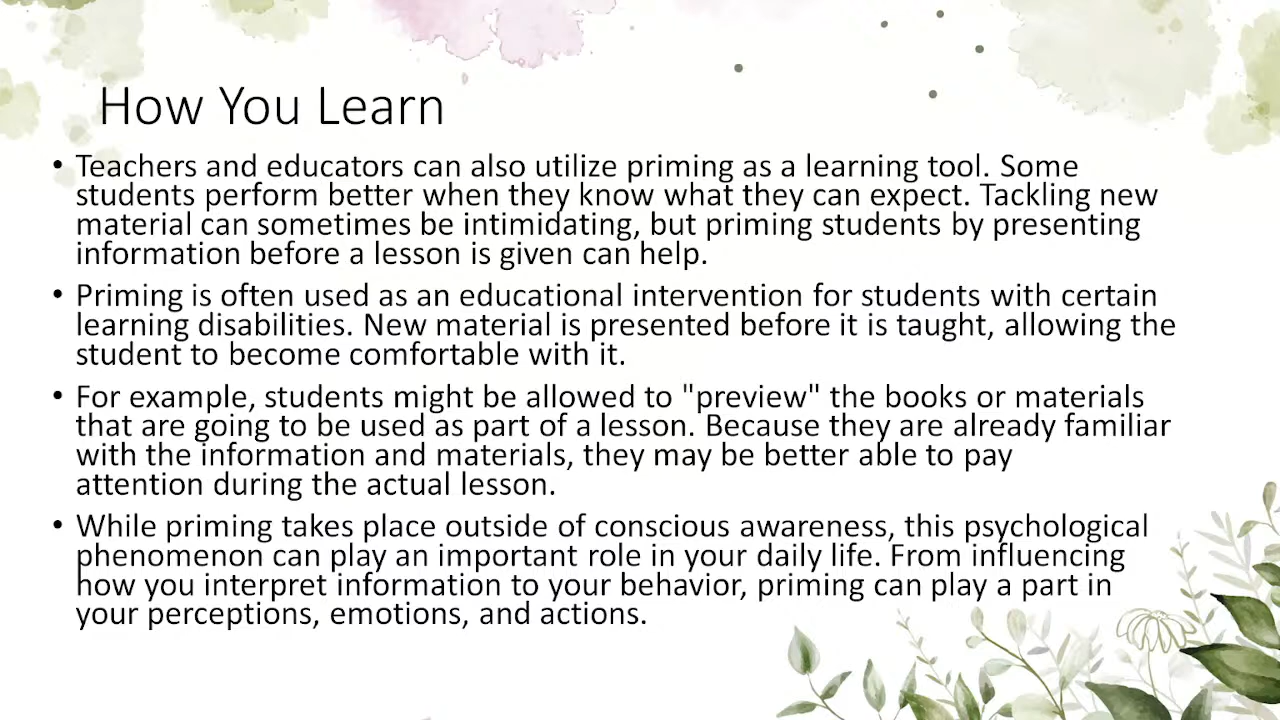 How You Learn
• Teachers and educators can also utilize priming as a learning tool. Some
students perform better when they know what they can expect. Tackling new
material can sometimes be intimidating, but priming students by presenting
information before a lesson is given can help.
• Priming is often used as an educational intervention for students with certain
learning disabilities. New material is presented before it is taught, allowing the
student to become comfortable with it.
• For example, students might be allowed to "preview" the books or materials
that are going to be used as part of a lesson. Because they are already familiar
with the information and materials, they may be better able to pay
attention during the actual lesson.
• While priming takes place outside of conscious awareness, this psychological
phenomenon can play an important role in your daily life. From influencing
how you interpret information to your behavior, priming can play a part in
your perceptions, emotions, and actions.